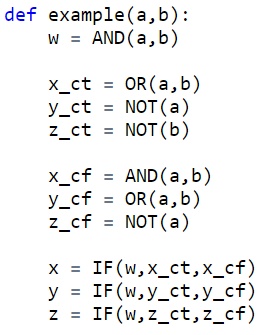 def example(a,b):
    w = AND(a,b)

    x_ct = OR(a,b)
    y_ct = NOT(a)
    z_ct = NOT(b)

    x_cf = AND(a,b)
    y_cf = OR(a,b)
    z_cf = NOT(a)

    x = IF(w,x_ct,x_cf)
    y = IF(w,y_ct,y_cf)
    z = IF(w,z_ct,z_cf)